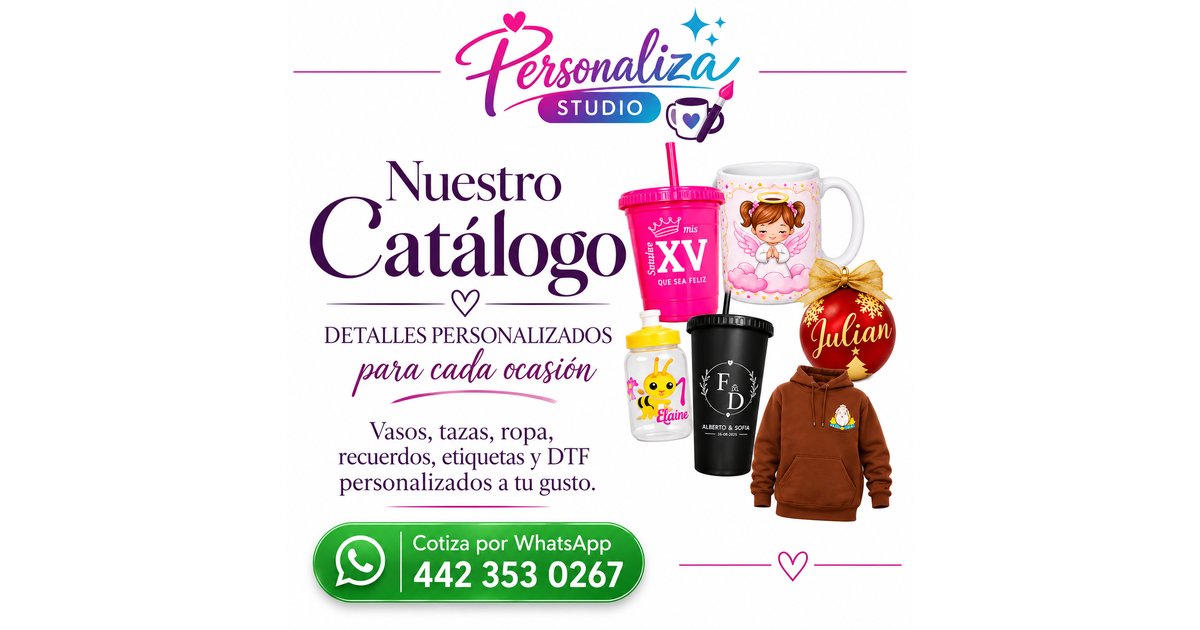 Personaliza
STUDIO
Nuestro
Catálogo
DETALLES PERSONALIZADOS
para cada ocasión
Vasos, tazas, ropa,
recuerdos, etiquetas y DTF
personalizados a tu gusto.
Cotiza por WhatsApp
442 353 0267
mis
XV
QUE SEA FELIZ
Julian
1
Elaine
F
D
ALBERTO & SOFIA